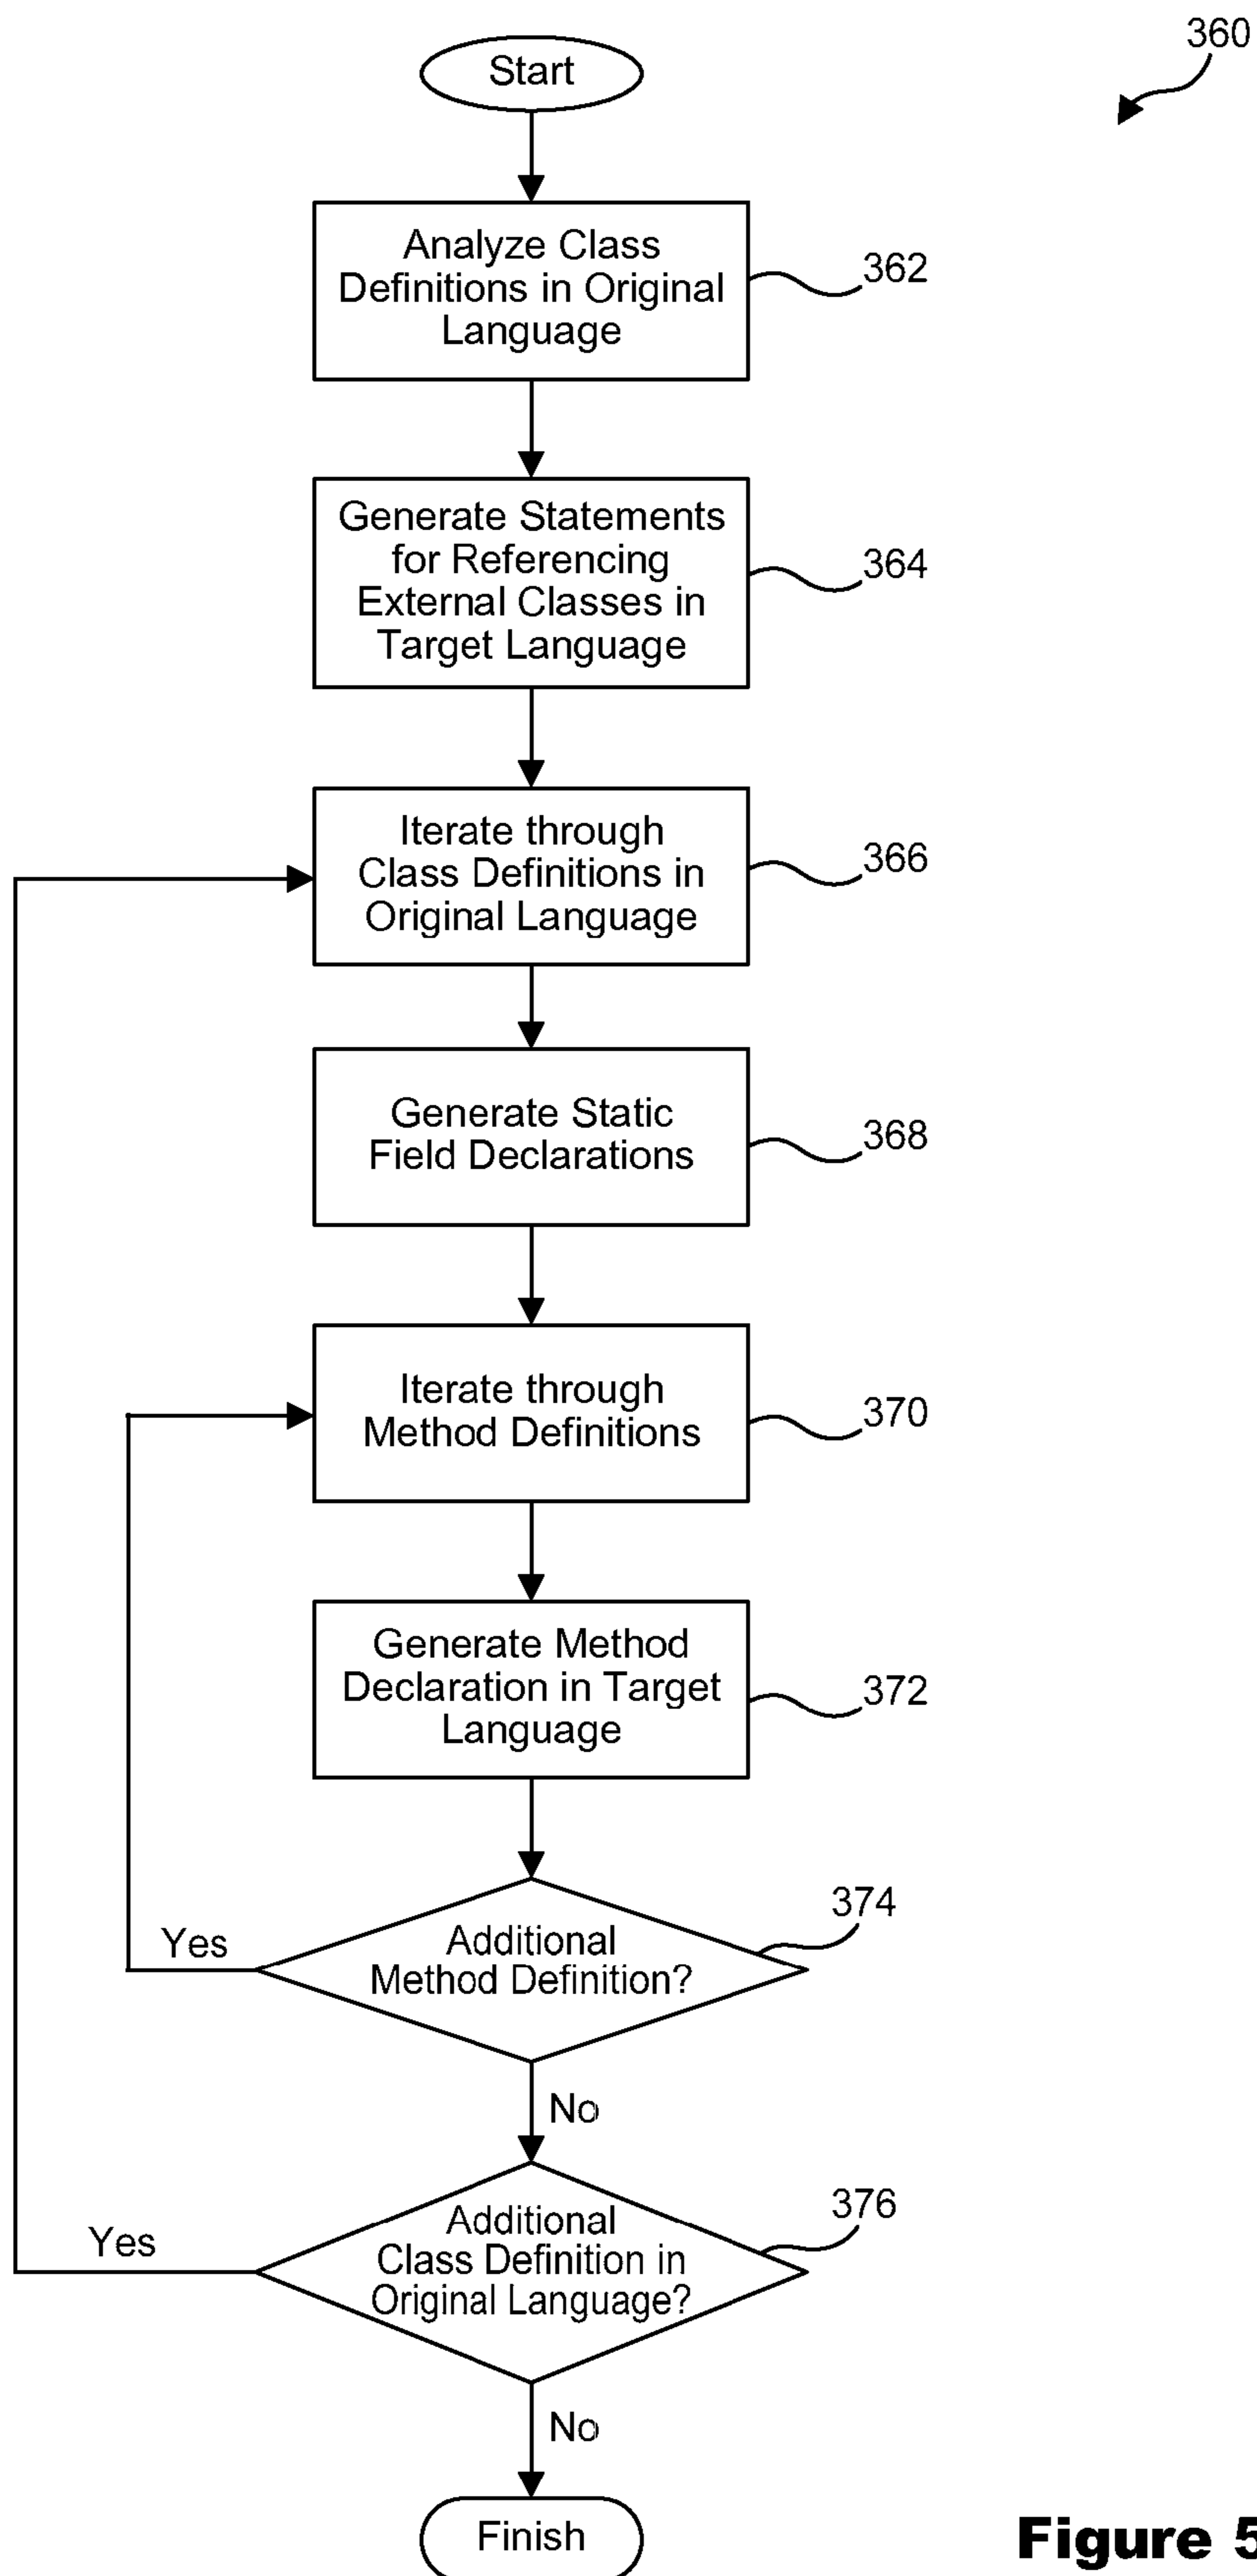 360
Start
Analyze Class
Definitions in Original
Language
362
Generate Statements
for Referencing
External Classes in
Target Language
364
Iterate through
Class Definitions in
Original Language
366
Generate Static
Field Declarations
368
Iterate through
Method Definitions
370
Generate Method
Declaration in Target
Language
372
374
Yes
Additional
Method Definition?
No
376
Yes
Additional
Class Definition in
Original Language?
No
Finish
Figure 5